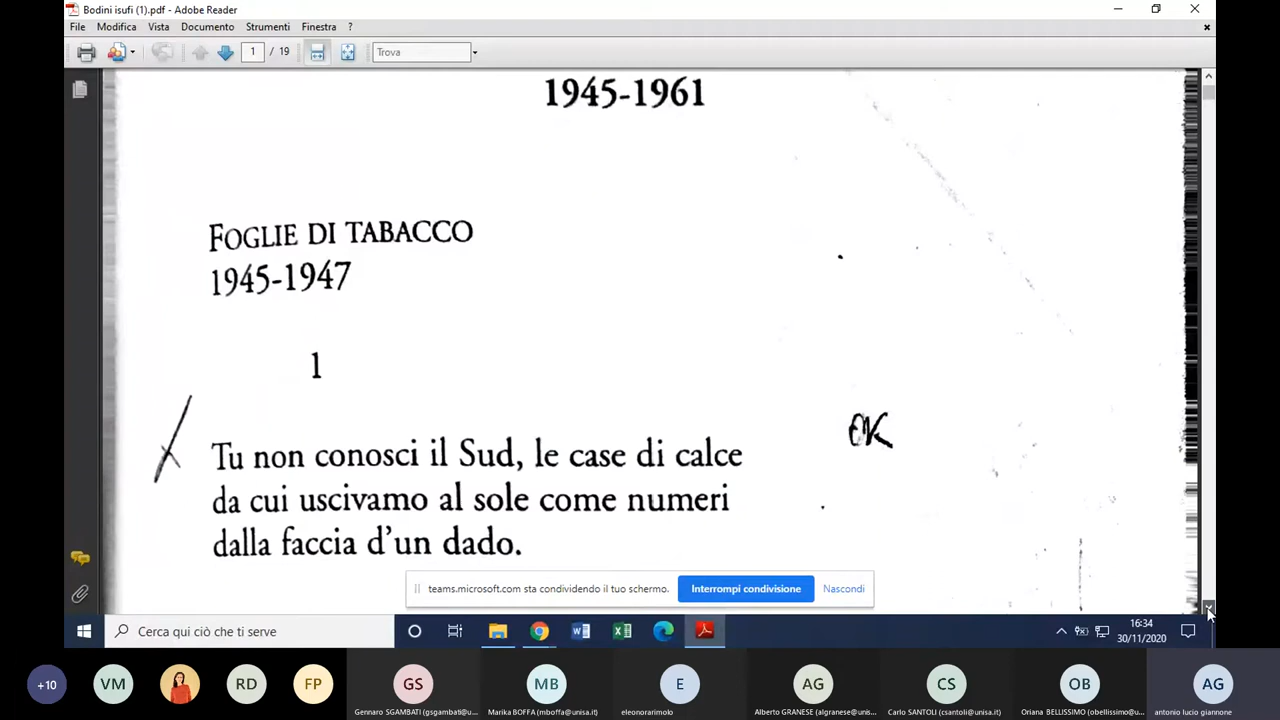 Bodini isufi (1).pdf - Adobe Reader
File Modifica Vista Documento Strumenti Finestra ?
1 / 19 Trova
1945-1961
FOGLIE DI TABACCO
1945-1947
1
OK
Tu non conosci il Sud, le case di calce
da cui uscivamo al sole come numeri
dalla faccia d'un dado.
teams.microsoft.com sta condividendo il tuo schermo. Interrompi condivisione Nascondi
Cerca qui ciò che ti serve
16:34
30/11/2020
+10 VM RD FP GS MB E AG CS OB AG
Gennaro SGAMBATI (gsgambati@u... Marika BOFFA (mboffa@unisa.it) eleonorarimolo Alberto GRANESE (algranese@unis... Carlo SANTOLI (csantoli@unisa.it) Oriana BELLISSIMO (obellissimo@u... antonio lucio giannone